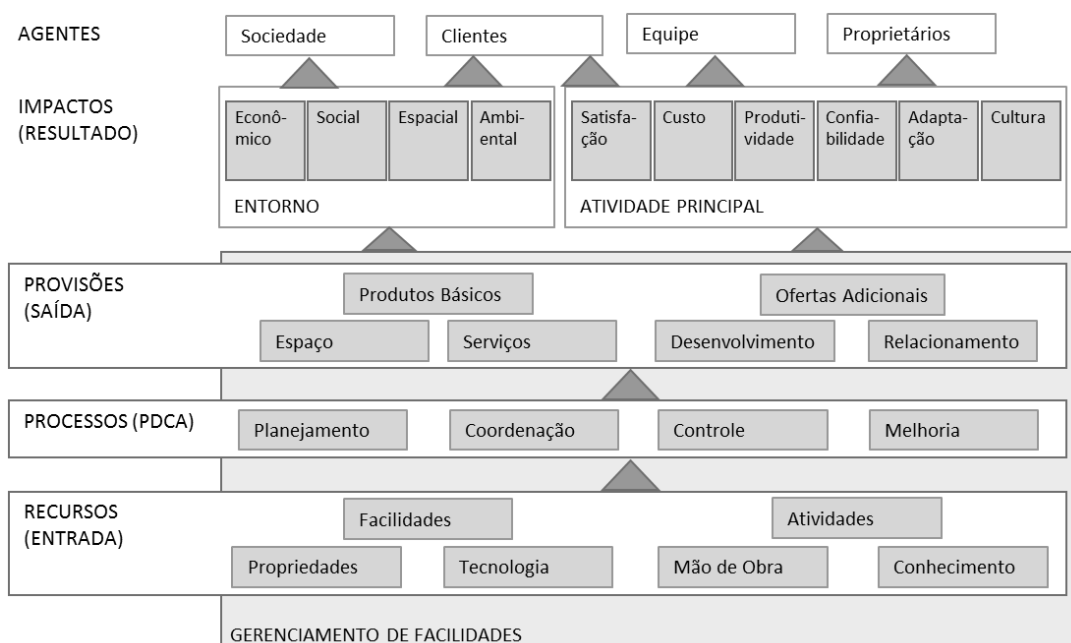 AGENTES
Sociedade
Clientes
Equipe
Proprietários
IMPACTOS
(RESULTADO)
Econô-
mico
Social
Espacial
Ambi-
ental
Satisfa-
ção
Custo
Produti-
vidade
Confia-
bilidade
Adapta-
ção
Cultura
ENTORNO
ATIVIDADE PRINCIPAL
PROVISÕES
(SAÍDA)
Produtos Básicos
Ofertas Adicionais
Espaço
Serviços
Desenvolvimento
Relacionamento
PROCESSOS (PDCA)
Planejamento
Coordenação
Controle
Melhoria
RECURSOS
(ENTRADA)
Facilidades
Atividades
Propriedades
Tecnologia
Mão de Obra
Conhecimento
GERENCIAMENTO DE FACILIDADES